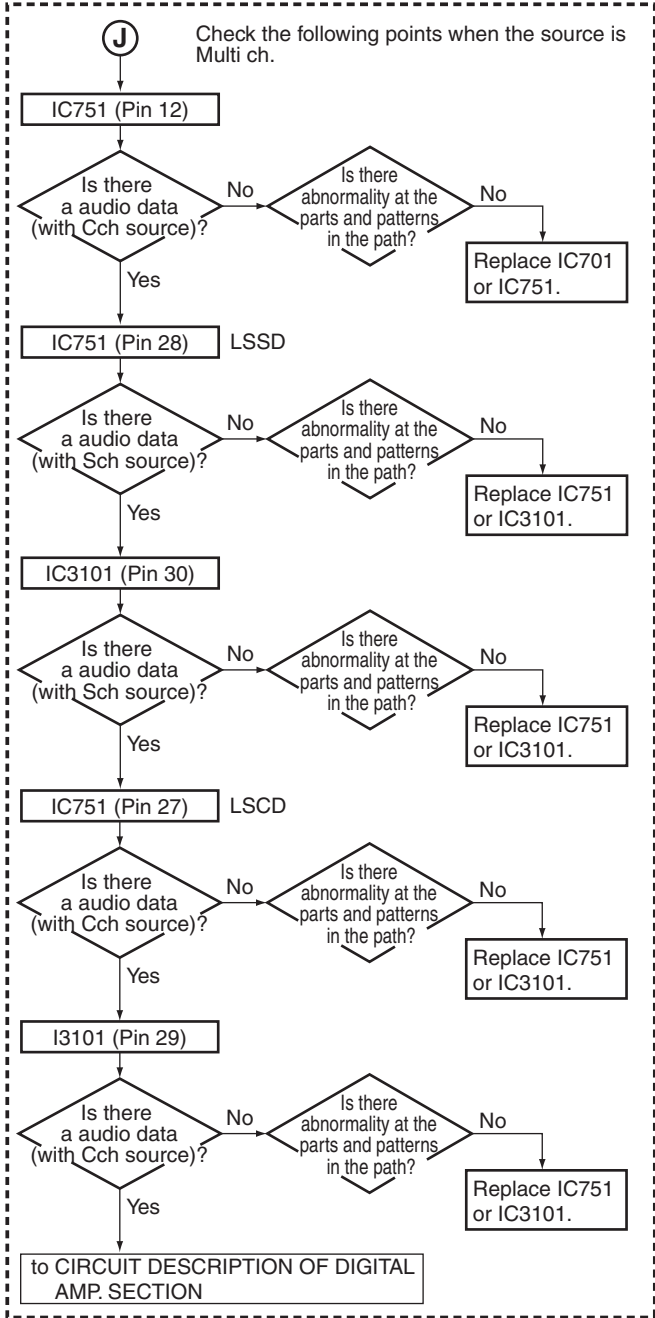 J
Check the following points when the source is
Multi ch.
IC751 (Pin 12)
Is there
a audio data
(with Cch source)?
No
Is there
abnormality at the
parts and patterns
in the path?
No
Replace IC701
or IC751.
Yes
IC751 (Pin 28)
LSSD
Is there
a audio data
(with Sch source)?
No
Is there
abnormality at the
parts and patterns
in the path?
No
Replace IC751
or IC3101.
Yes
IC3101 (Pin 30)
Is there
a audio data
(with Sch source)?
No
Is there
abnormality at the
parts and patterns
in the path?
No
Replace IC751
or IC3101.
Yes
IC751 (Pin 27)
LSCD
Is there
a audio data
(with Cch source)?
No
Is there
abnormality at the
parts and patterns
in the path?
No
Replace IC751
or IC3101.
Yes
I3101 (Pin 29)
Is there
a audio data
(with Cch source)?
No
Is there
abnormality at the
parts and patterns
in the path?
No
Replace IC751
or IC3101.
Yes
to CIRCUIT DESCRIPTION OF DIGITAL
AMP. SECTION